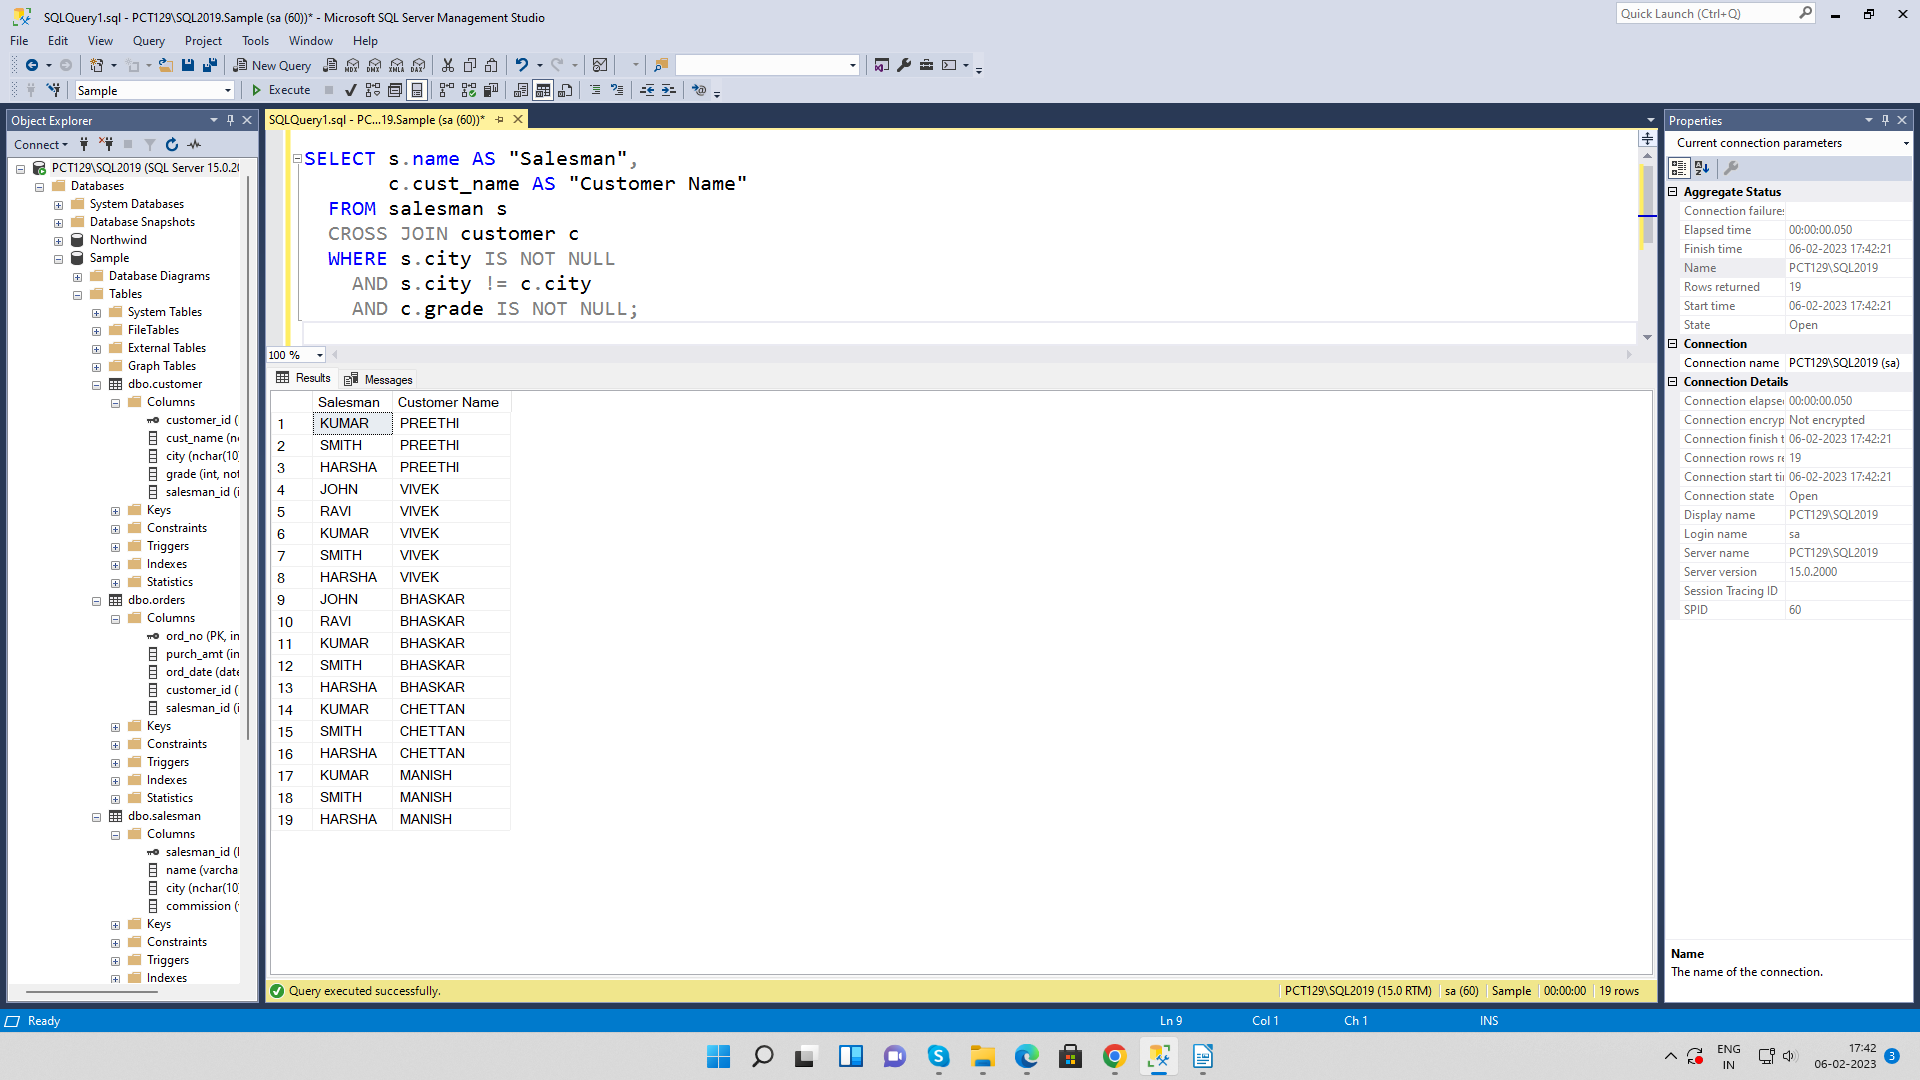 SQLQuery1.sql - PCT129\SQL2019.Sample (sa (60))* - Microsoft SQL Server Management Studio
Quick Launch (Ctrl+Q)
File Edit View Query Project Tools Window Help
New Query
MDX DMX XMLA DAX
Sample
Execute
Object Explorer
Connect
PCT129\SQL2019 (SQL Server 15.0.20
Databases
System Databases
Database Snapshots
Northwind
Sample
Database Diagrams
Tables
System Tables
FileTables
External Tables
Graph Tables
dbo.customer
Columns
customer_id (
cust_name (n
city (nchar(10)
grade (int, not
salesman_id (i
Keys
Constraints
Triggers
Indexes
Statistics
dbo.orders
Columns
ord_no (PK, in
purch_amt (in
ord_date (date
customer_id (
salesman_id (i
Keys
Constraints
Triggers
Indexes
Statistics
dbo.salesman
Columns
salesman_id (
name (varcha
city (nchar(10)
commission (
Keys
Constraints
Triggers
Indexes
SQLQuery1.sql - PC...19.Sample (sa (60))*
SELECT s.name AS "Salesman",
c.cust_name AS "Customer Name"
FROM salesman s
CROSS JOIN customer c
WHERE s.city IS NOT NULL
AND s.city != c.city
AND c.grade IS NOT NULL;
100 %
Results Messages
Salesman Customer Name
1 KUMAR PREETHI
2 SMITH PREETHI
3 HARSHA PREETHI
4 JOHN VIVEK
5 RAVI VIVEK
6 KUMAR VIVEK
7 SMITH VIVEK
8 HARSHA VIVEK
9 JOHN BHASKAR
10 RAVI BHASKAR
11 KUMAR BHASKAR
12 SMITH BHASKAR
13 HARSHA BHASKAR
14 KUMAR CHETTAN
15 SMITH CHETTAN
16 HARSHA CHETTAN
17 KUMAR MANISH
18 SMITH MANISH
19 HARSHA MANISH
Query executed successfully.
PCT129\SQL2019 (15.0 RTM) sa (60) Sample 00:00:00 19 rows
Properties
Current connection parameters
Aggregate Status
Connection failures
Elapsed time 00:00:00.050
Finish time 06-02-2023 17:42:21
Name PCT129\SQL2019
Rows returned 19
Start time 06-02-2023 17:42:21
State Open
Connection
Connection name PCT129\SQL2019 (sa)
Connection Details
Connection elapse 00:00:00.050
Connection encryp Not encrypted
Connection finish t 06-02-2023 17:42:21
Connection rows re 19
Connection start ti 06-02-2023 17:42:21
Connection state Open
Display name PCT129\SQL2019
Login name sa
Server name PCT129\SQL2019
Server version 15.0.2000
Session Tracing ID
SPID 60
Name
The name of the connection.
Ready
Ln 9 Col 1 Ch 1 INS
ENG
IN
17:42
06-02-2023
3